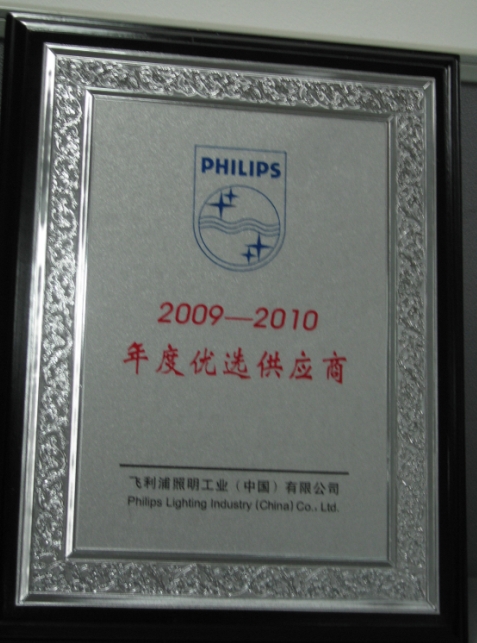 PHILIPS
2009—2010
年度优选供应商
飞利浦照明工业（中国）有限公司
Philips Lighting Industry (China) Co., Ltd.